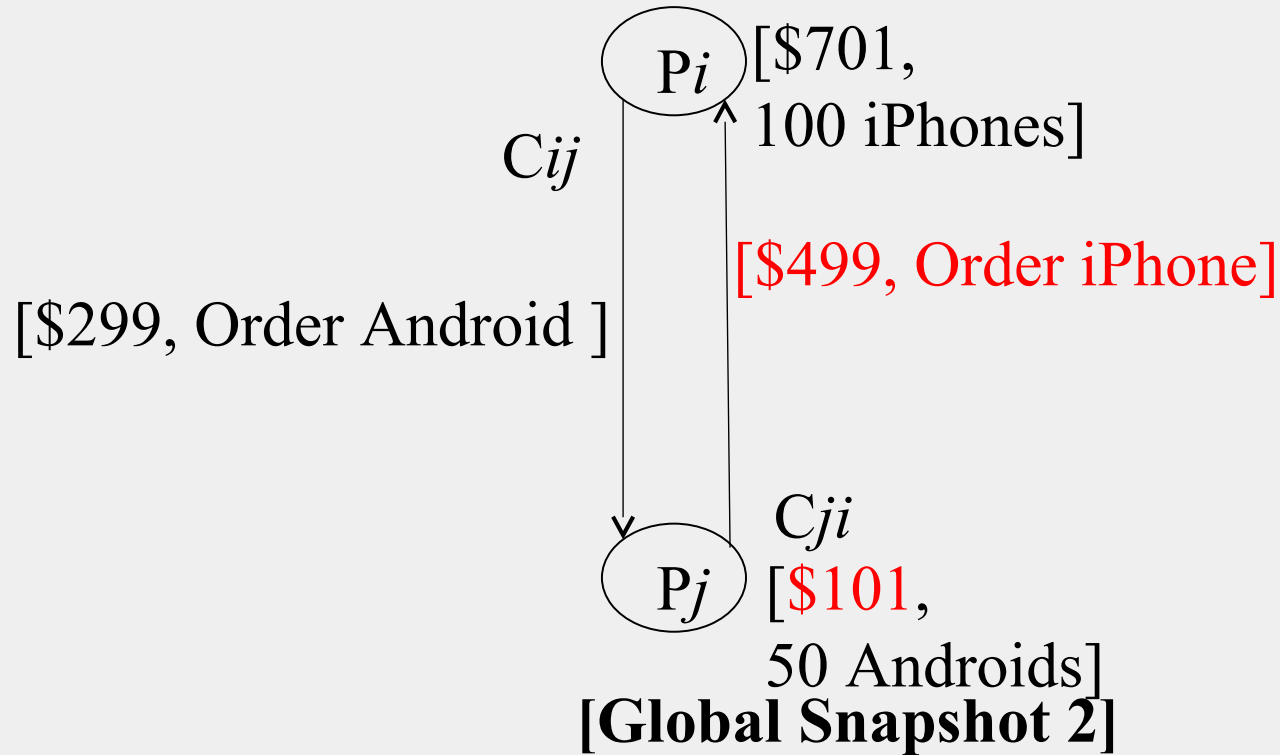 Pi
[$701,
100 iPhones]
Cij
[$499, Order iPhone]
[$299, Order Android ]
Cji
Pj
[$101,
50 Androids]
[Global Snapshot 2]